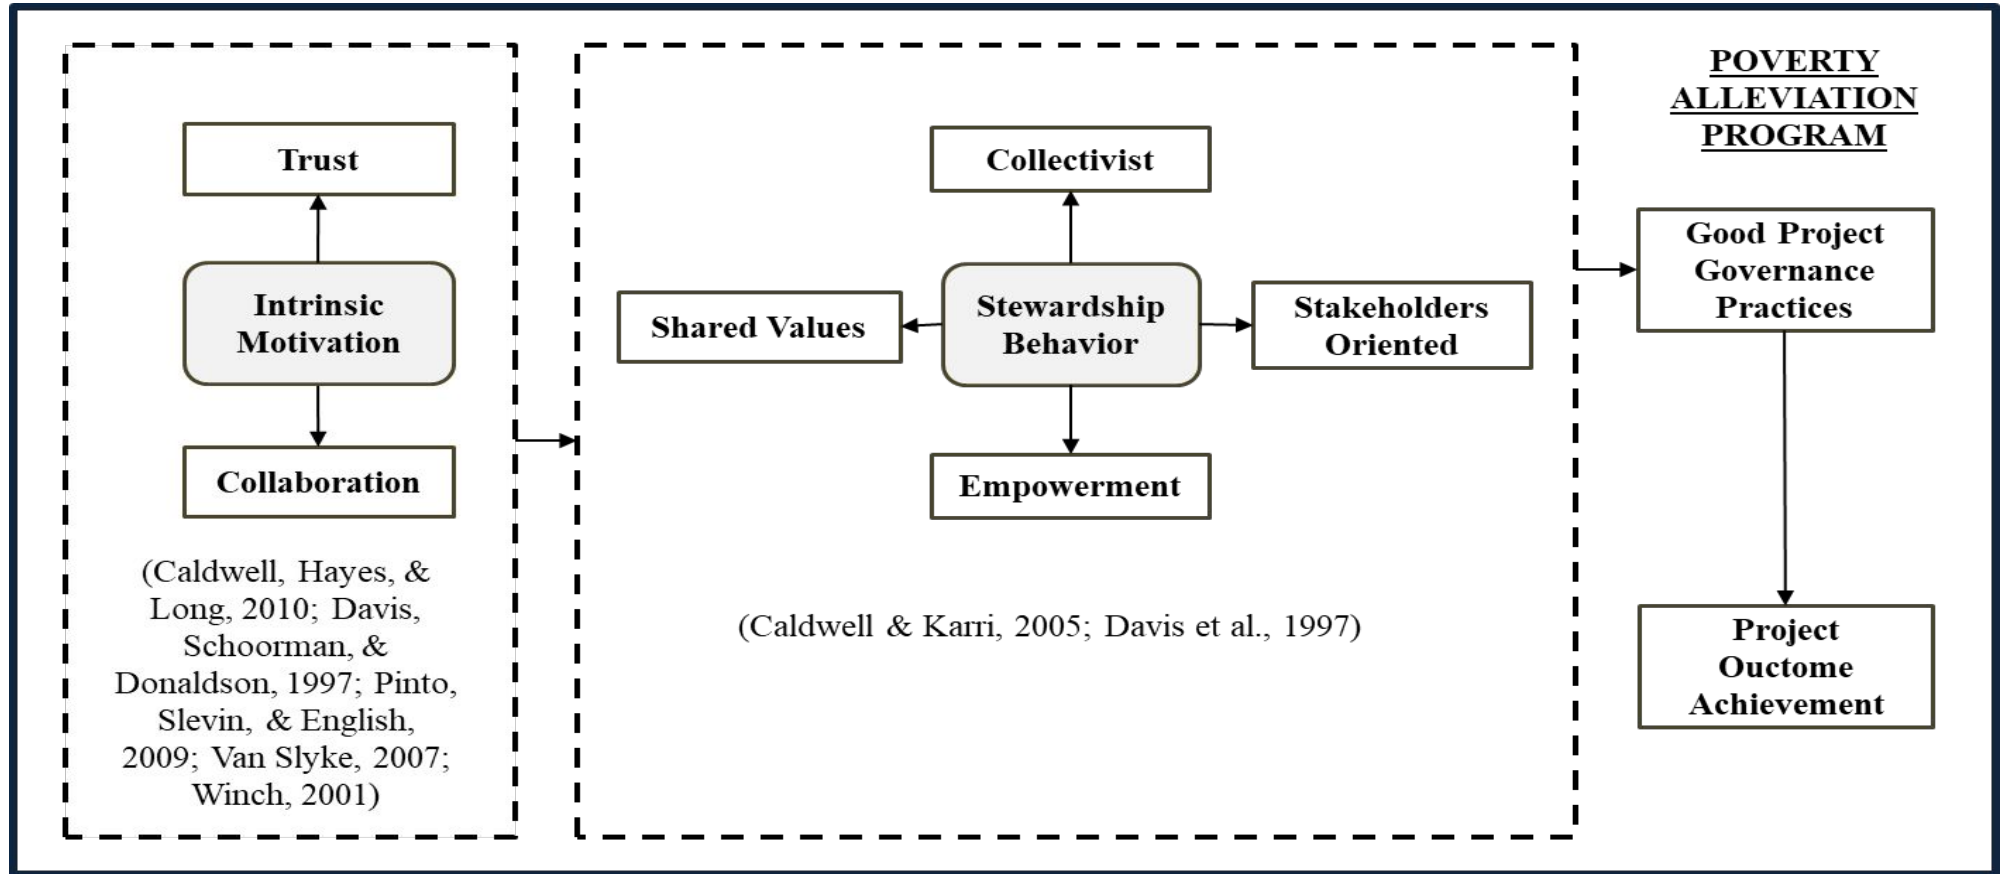 Trust
Intrinsic
Motivation
Collaboration
(Caldwell, Hayes, &
Long, 2010; Davis,
Schoorman, &
Donaldson, 1997; Pinto,
Slevin, & English,
2009; Van Slyke, 2007;
Winch, 2001)
Collectivist
Shared Values
Stewardship
Behavior
Stakeholders
Oriented
Empowerment
(Caldwell & Karri, 2005; Davis et al., 1997)
POVERTY
ALLEVIATION
PROGRAM
Good Project
Governance
Practices
Project
Ouctome
Achievement